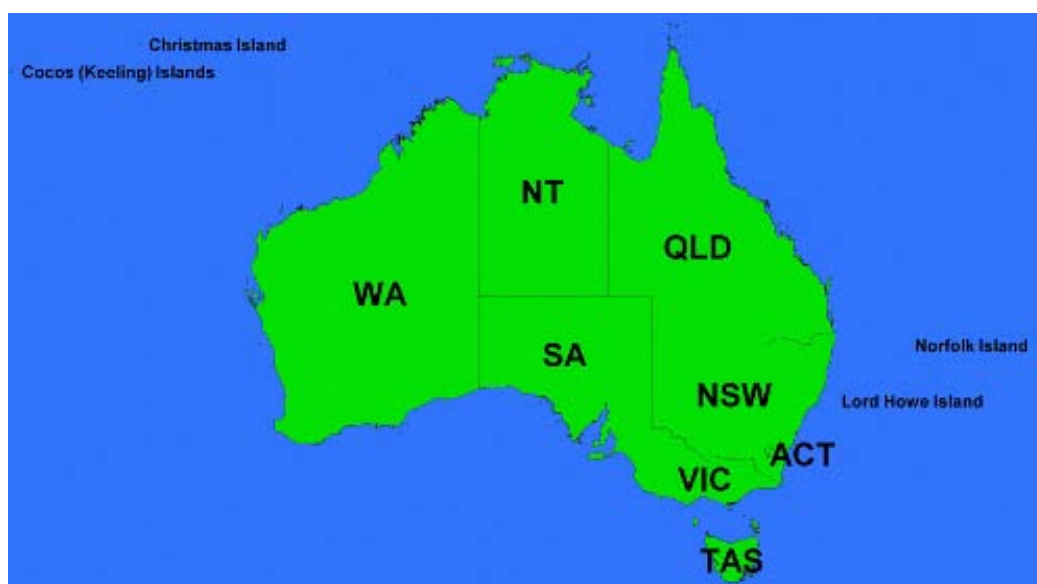 Christmas Island
Cocos (Keeling) Islands
NT
QLD
WA
SA
Norfolk Island
NSW
Lord Howe Island
ACT
VIC
TAS